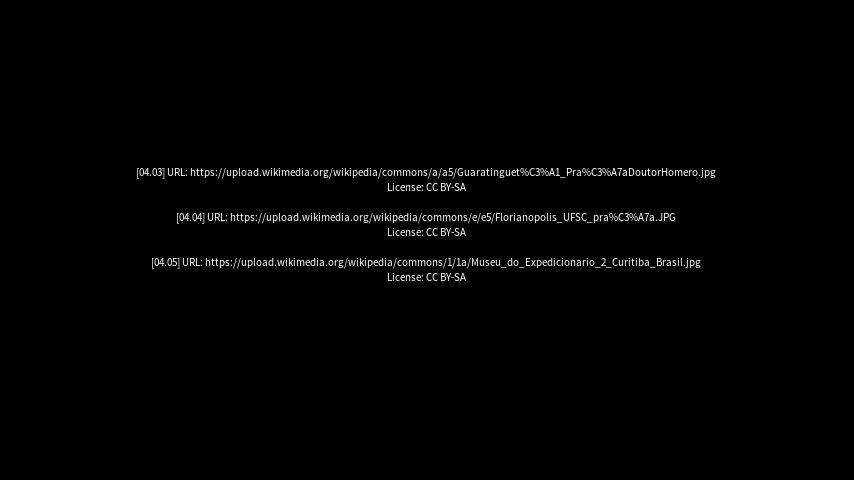 [04.03] URL: https://upload.wikimedia.org/wikipedia/commons/a/a5/Guaratinguet%C3%A1_Pra%C3%A7aDoutorHomero.jpg
License: CC BY-SA
[04.04] URL: https://upload.wikimedia.org/wikipedia/commons/e/e5/Florianopolis_UFSC_pra%C3%A7a.JPG
License: CC BY-SA
[04.05] URL: https://upload.wikimedia.org/wikipedia/commons/1/1a/Museu_do_Expedicionario_2_Curitiba_Brasil.jpg
License: CC BY-SA